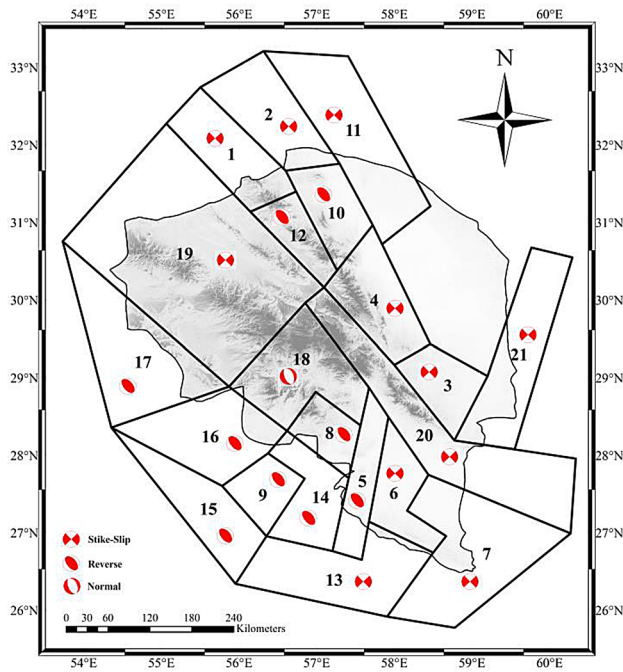 54°E 55°E 56°E 57°E 58°E 59°E 60°E
N
33°N 33°N
2
11
1
32°N 32°N
10
12
31°N 31°N
19
4
30°N 30°N
21
17
18
3
29°N 29°N
16
8
20
28°N 28°N
9
14
5
6
15
27°N 27°N
Stike-Slip
7
Reverse
13
Normal
26°N 26°N
0 30 60 120 180 240
Kilometers
54°E 55°E 56°E 57°E 58°E 59°E 60°E